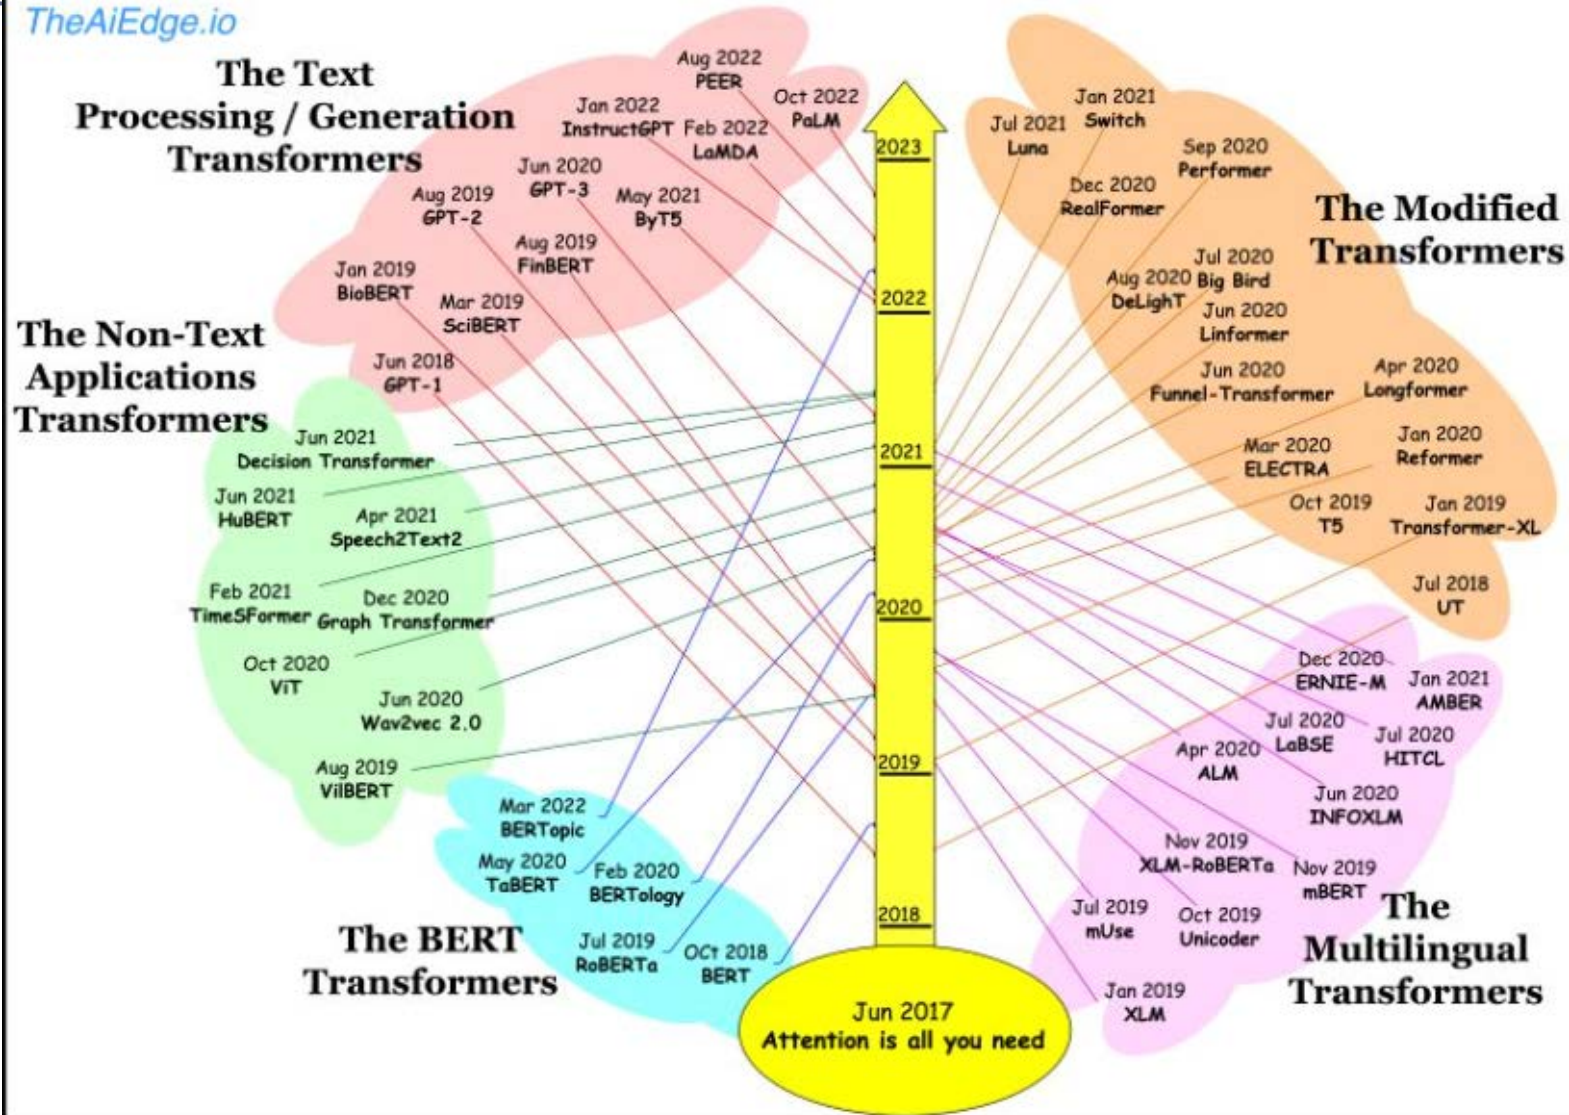 TheAiEdge.io
The Text
Processing / Generation
Transformers
Aug 2022
PEER
Oct 2022
PaLM
Jan 2022
InstructGPT
Feb 2022
LaMDA
Jun 2020
GPT-3
Aug 2019
GPT-2
May 2021
ByT5
Aug 2019
FinBERT
Jan 2019
BioBERT
Mar 2019
SciBERT
Jun 2018
GPT-1
The Non-Text
Applications
Transformers
Jun 2021
Decision Transformer
Jun 2021
HuBERT
Apr 2021
Speech2Text2
Feb 2021
TimeSFormer
Dec 2020
Graph Transformer
Oct 2020
ViT
Jun 2020
Wav2vec 2.0
Aug 2019
VilBERT
The BERT
Transformers
Mar 2022
BERTopic
May 2020
TaBERT
Feb 2020
BERTology
Jul 2019
RoBERTa
OCt 2018
BERT
2023
2022
2021
2020
2019
2018
Jun 2017
Attention is all you need
The Modified
Transformers
Jan 2021
Switch
Jul 2021
Luna
Sep 2020
Performer
Dec 2020
RealFormer
Jul 2020
Big Bird
Aug 2020
DeLighT
Jun 2020
Linformer
Jun 2020
Funnel-Transformer
Apr 2020
Longformer
Mar 2020
ELECTRA
Jan 2020
Reformer
Oct 2019
T5
Jan 2019
Transformer-XL
Jul 2018
UT
The
Multilingual
Transformers
Dec 2020
ERNIE-M
Jan 2021
AMBER
Jul 2020
LaBSE
Jul 2020
HITCL
Apr 2020
ALM
Jun 2020
INFOXLM
Nov 2019
XLM-RoBERTa
Nov 2019
mBERT
Jul 2019
mUse
Oct 2019
Unicoder
Jan 2019
XLM